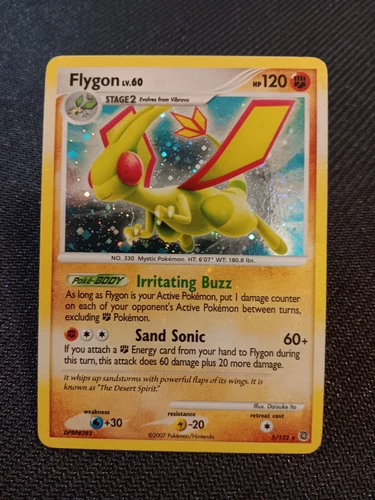 Flygon LV.60 HP 120
STAGE2 Evolves from Vibrava
NO. 330 Mystic Pokémon HT: 6'07" WT: 180.8 lbs.
Poké-BODY Irritating Buzz
As long as Flygon is your Active Pokémon, put 1 damage counter
on each of your opponent's Active Pokémon between turns,
excluding Pokémon.
Sand Sonic 60+
If you attach a Energy card from your hand to Flygon during
this turn, this attack does 60 damage plus 20 more damage.
It whips up sandstorms with powerful flaps of its wings. It is
known as "The Desert Spirit."
Illus. Daisuke Ito
weakness resistance retreat cost
+30 -20
DPBP#282 ©2007 Pokémon/Nintendo 5/132 ★